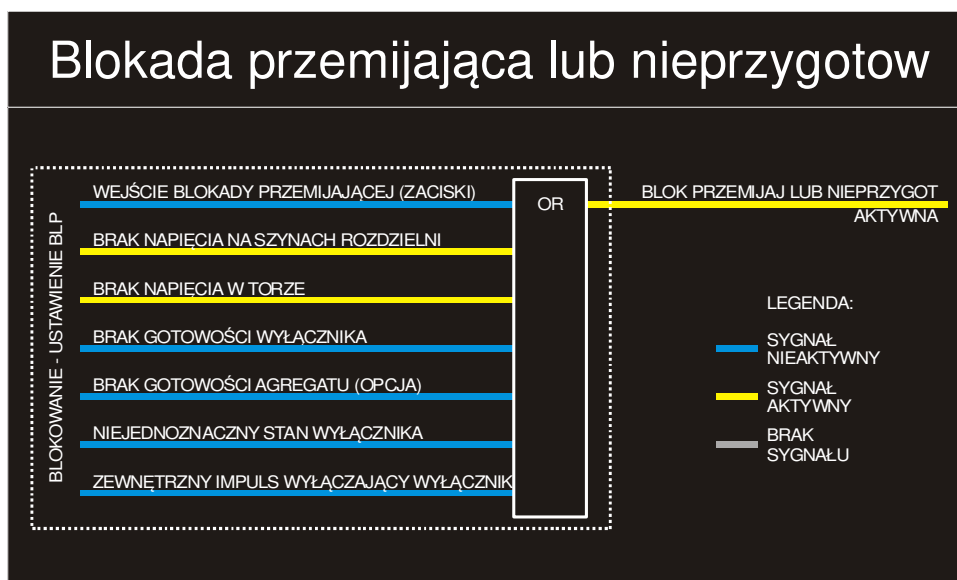 Blokada przemijająca lub nieprzygotow
BLOKOWANIE - USTAWIENIE BLP
WEJŚCIE BLOKADY PRZEMIJAJĄCEJ (ZACISKI)
BRAK NAPIĘCIA NA SZYNACH ROZDZIELNI
BRAK NAPIĘCIA W TORZE
BRAK GOTOWOŚCI WYŁĄCZNIKA
BRAK GOTOWOŚCI AGREGATU (OPCJA)
NIEJEDNOZNACZNY STAN WYŁĄCZNIKA
ZEWNĘTRZNY IMPULS WYŁĄCZAJĄCY WYŁĄCZNIK
OR
BLOK PRZEMIJAJ LUB NIEPRZYGOT
AKTYWNA
LEGENDA:
SYGNAŁ
NIEAKTYWNY
SYGNAŁ
AKTYWNY
BRAK
SYGNAŁU